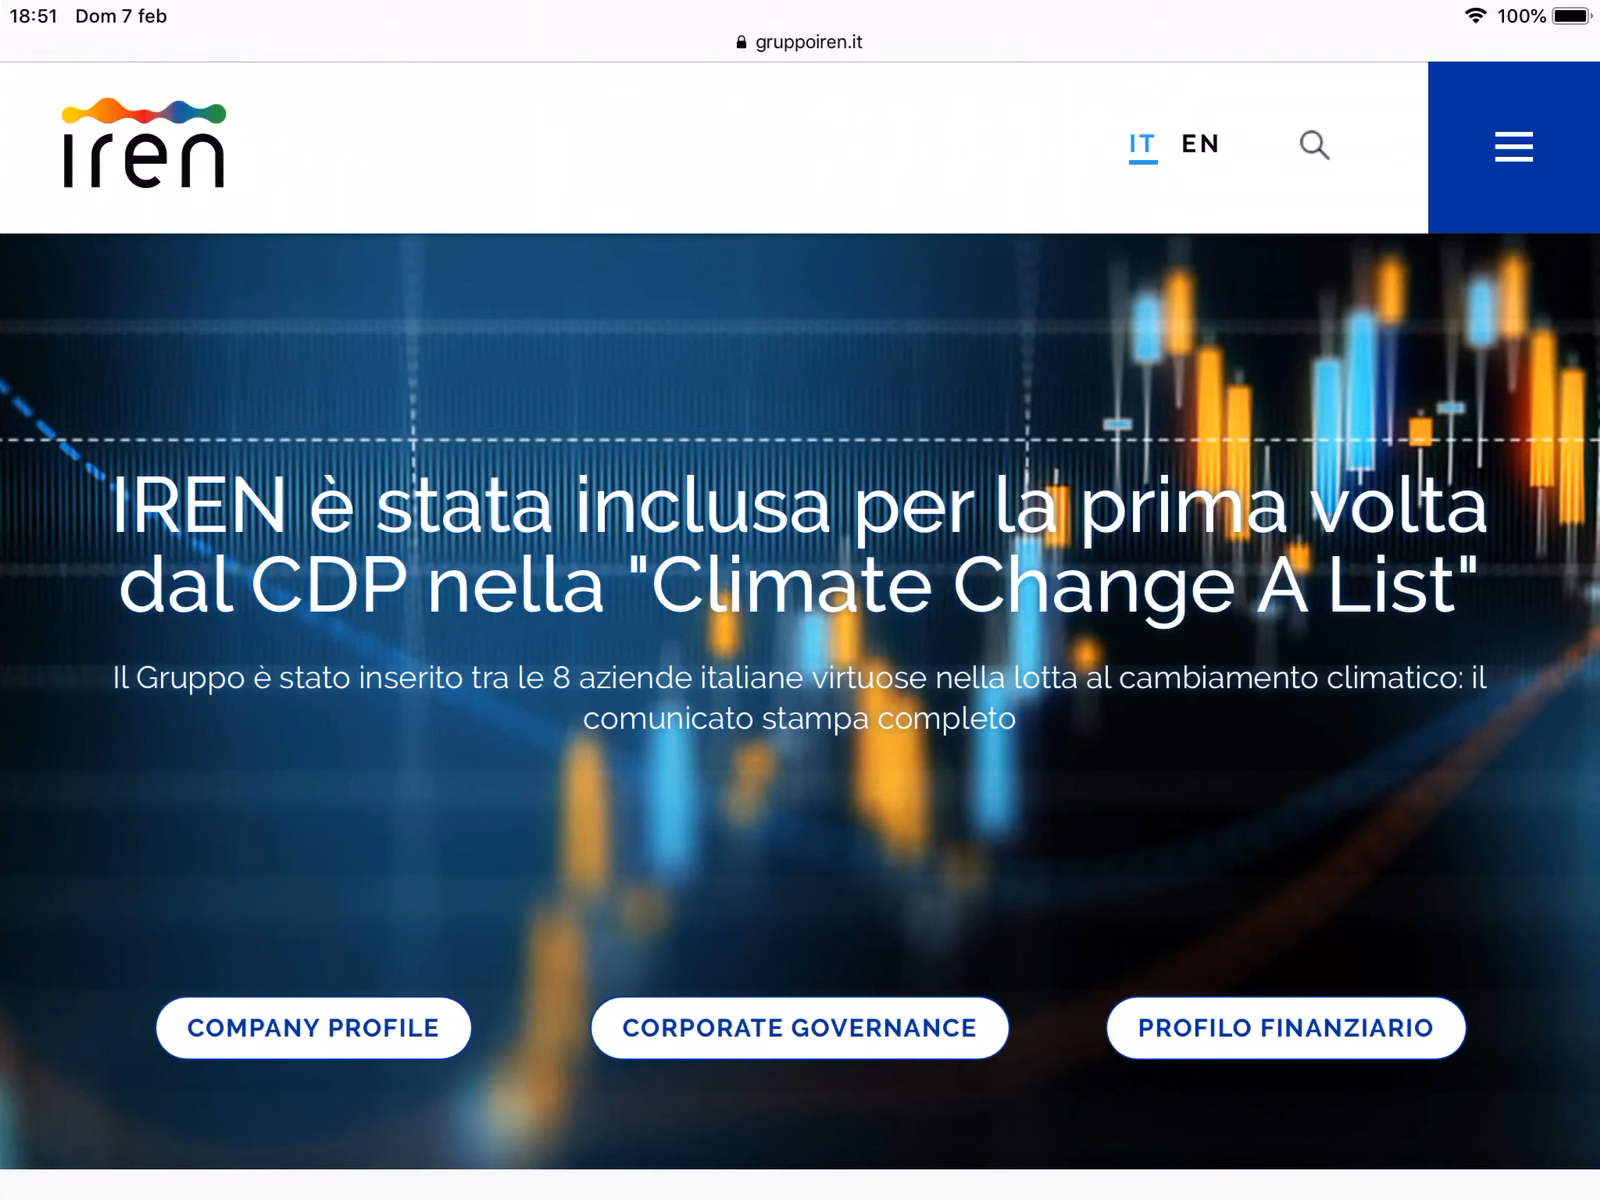 18:51 Dom 7 feb
100%
gruppoiren.it
iren
IT EN
IREN è stata inclusa per la prima volta
dal CDP nella "Climate Change A List"
Il Gruppo è stato inserito tra le 8 aziende italiane virtuose nella lotta al cambiamento climatico: il
comunicato stampa completo
COMPANY PROFILE
CORPORATE GOVERNANCE
PROFILO FINANZIARIO